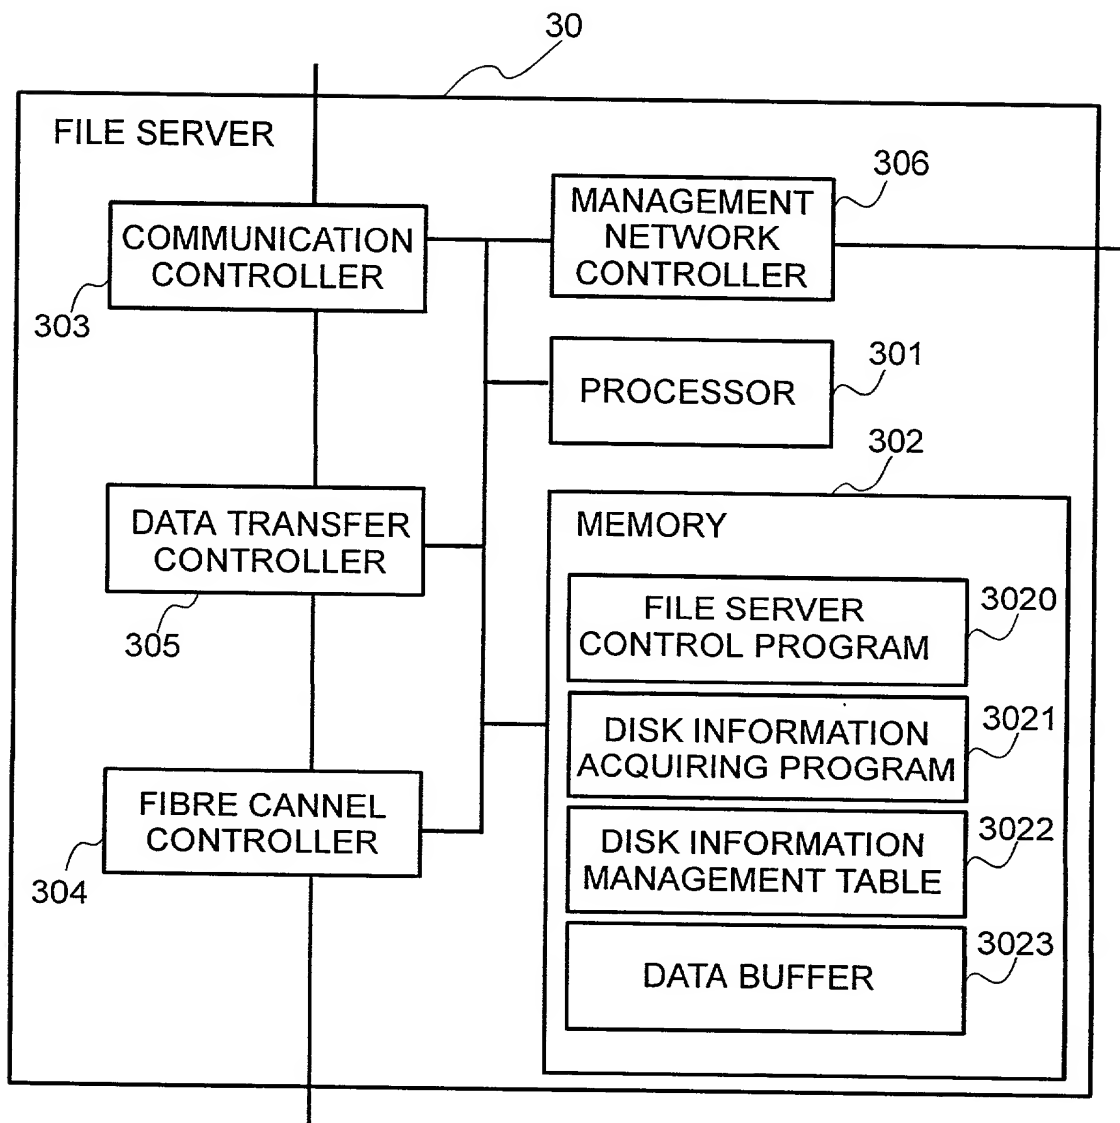 30
FILE SERVER
306
MANAGEMENT
NETWORK
CONTROLLER
COMMUNICATION
CONTROLLER
303
301
PROCESSOR
302
MEMORY
DATA TRANSFER
CONTROLLER
305
FILE SERVER
CONTROL PROGRAM
3020
DISK INFORMATION
ACQUIRING PROGRAM
3021
FIBRE CANNEL
CONTROLLER
304
DISK INFORMATION
MANAGEMENT TABLE
3022
DATA BUFFER
3023